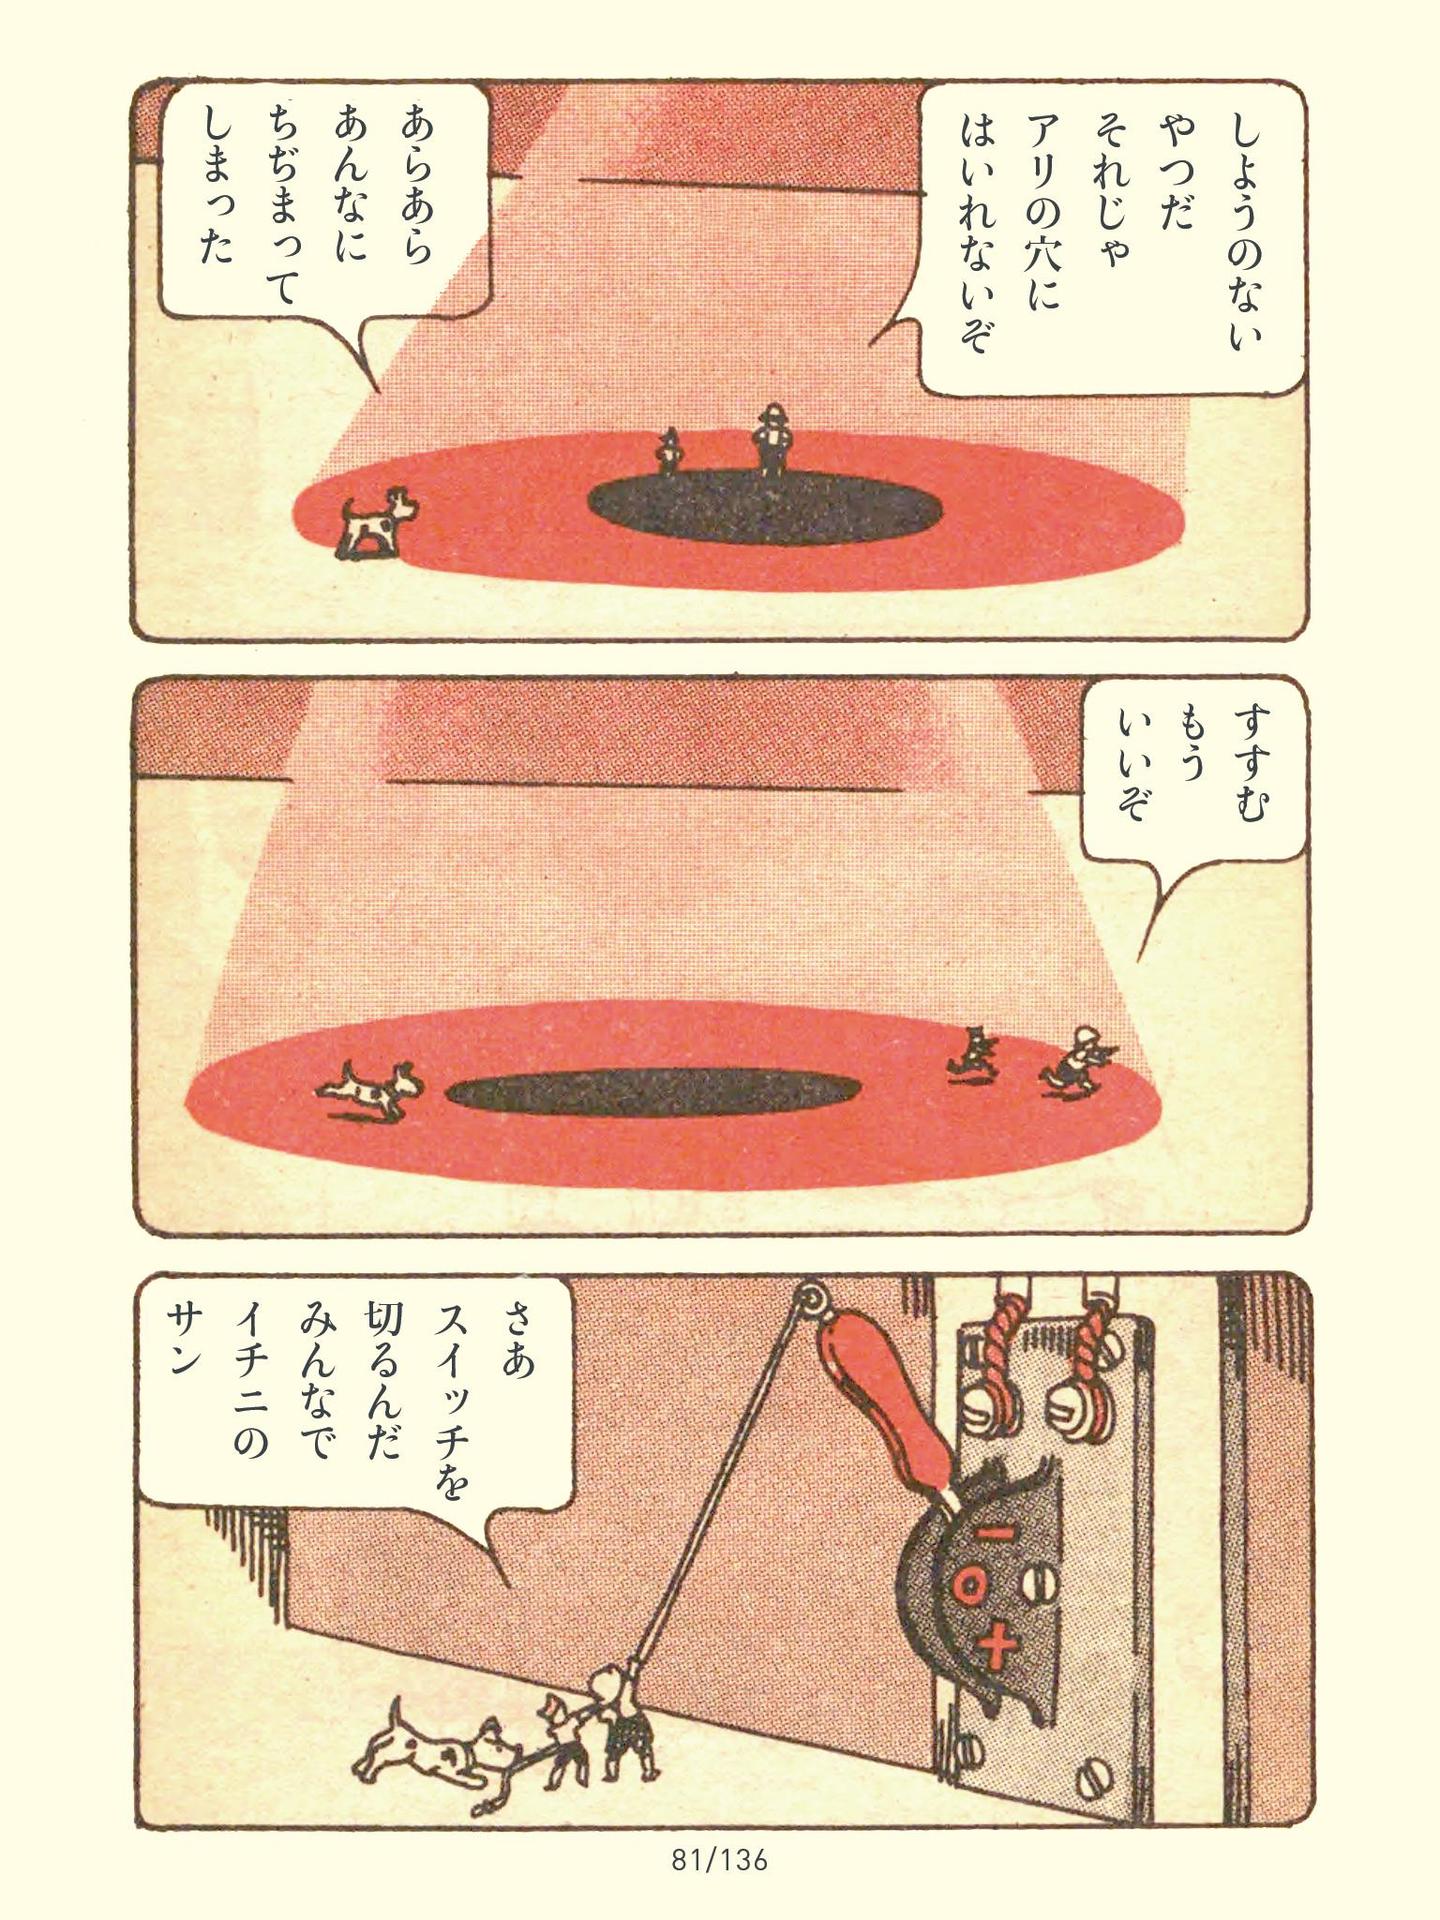 しようのない
やつだ
それじゃ
アリの穴に
はいれないぞ
あらあら
あんなに
ちぢまって
しまった
すすむ
もう
いいぞ
さあ
スイッチを
切るんだ
みんなで
イチニの
サン
− 0 +
81/136